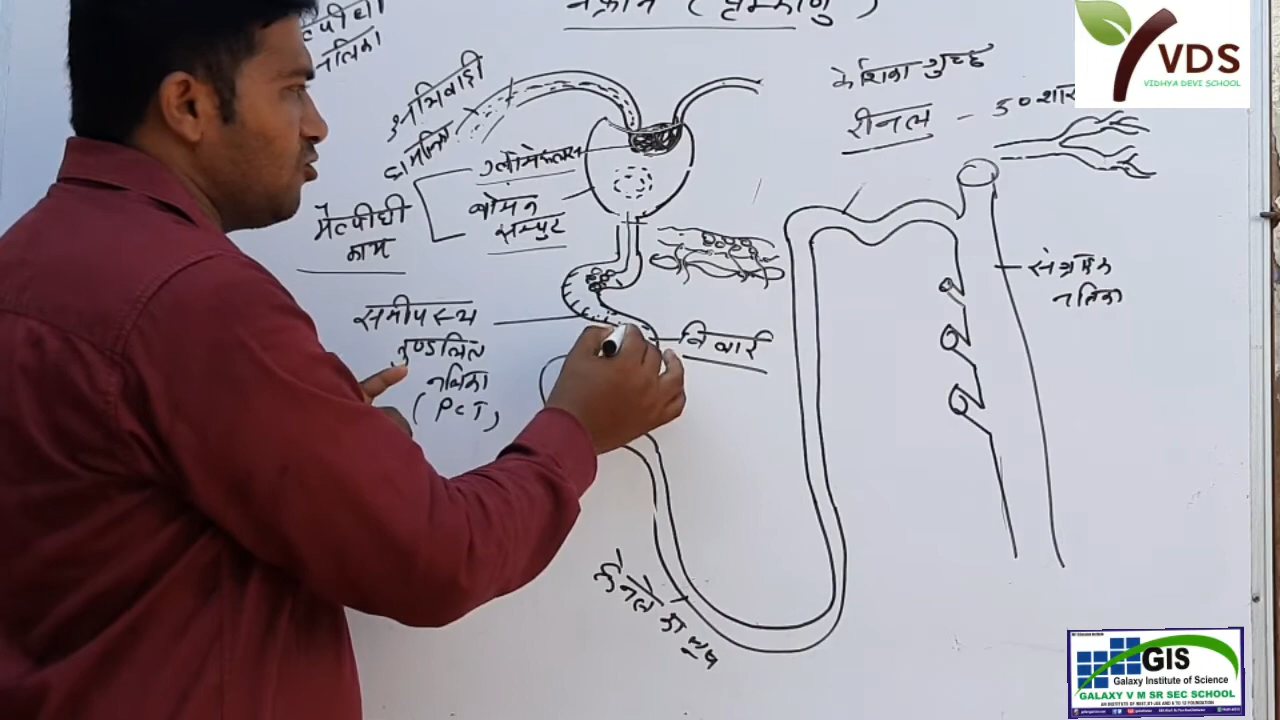 नेफ्रॉन (वृक्काणु)
नलिका
अभिवाही
धमनिका
ग्लोमेरुलस
बोमन
सम्पुट
मैल्पीघी
काय
समीपस्थ
कुण्डलित
नलिका
(PCT)
निवाई
हेनले का लूप
केशिका गुच्छ
रीनल - 50 शा
संग्राहक
नलिका
VDS
VIDHYA DEVI SCHOOL
GIS
Galaxy Institute of Science
GALAXY V M SR SEC SCHOOL